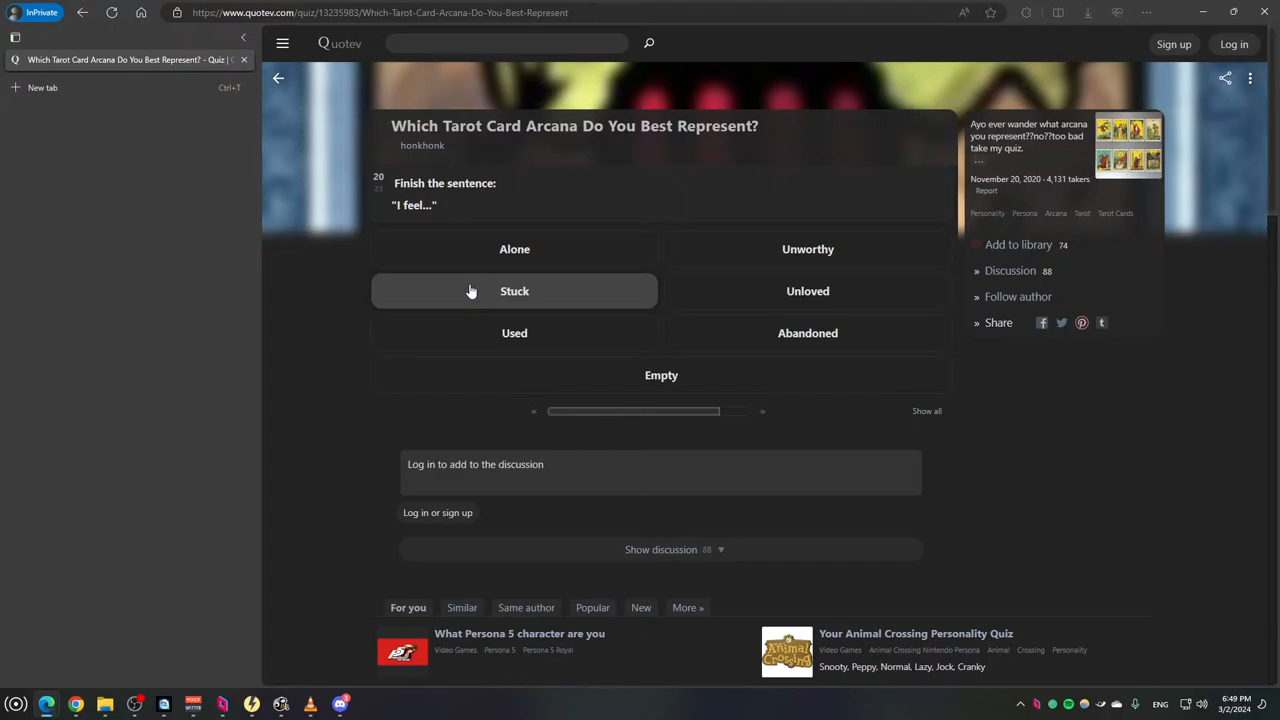 InPrivate
https://www.quotev.com/quiz/13235983/Which-Tarot-Card-Arcana-Do-You-Best-Represent
Q Which Tarot Card Arcana Do You Best Represent? - Quiz |
New tab
Ctrl+T
Quotev
Sign up
Log in
Which Tarot Card Arcana Do You Best Represent?
honkhonk
20
23
Finish the sentence:
"I feel..."
Alone
Unworthy
Stuck
Unloved
Used
Abandoned
Empty
«
»
Show all
Log in to add to the discussion
Log in or sign up
Show discussion 88 ▼
For you
Similar
Same author
Popular
New
More »
What Persona 5 character are you
Video Games Persona 5 Persona 5 Royal
Your Animal Crossing Personality Quiz
Video Games Animal Crossing Nintendo Persona Animal Crossing Personality
Snooty, Peppy, Normal, Lazy, Jock, Cranky
Animal
CROSSING
Ayo ever wander what arcana
you represent??no??too bad
take my quiz.
...
November 20, 2020 · 4,131 takers
Report
Personality Persona Arcana Tarot Tarot Cards
Add to library 74
» Discussion 88
» Follow author
» Share
ENG
6:49 PM
3/2/2024